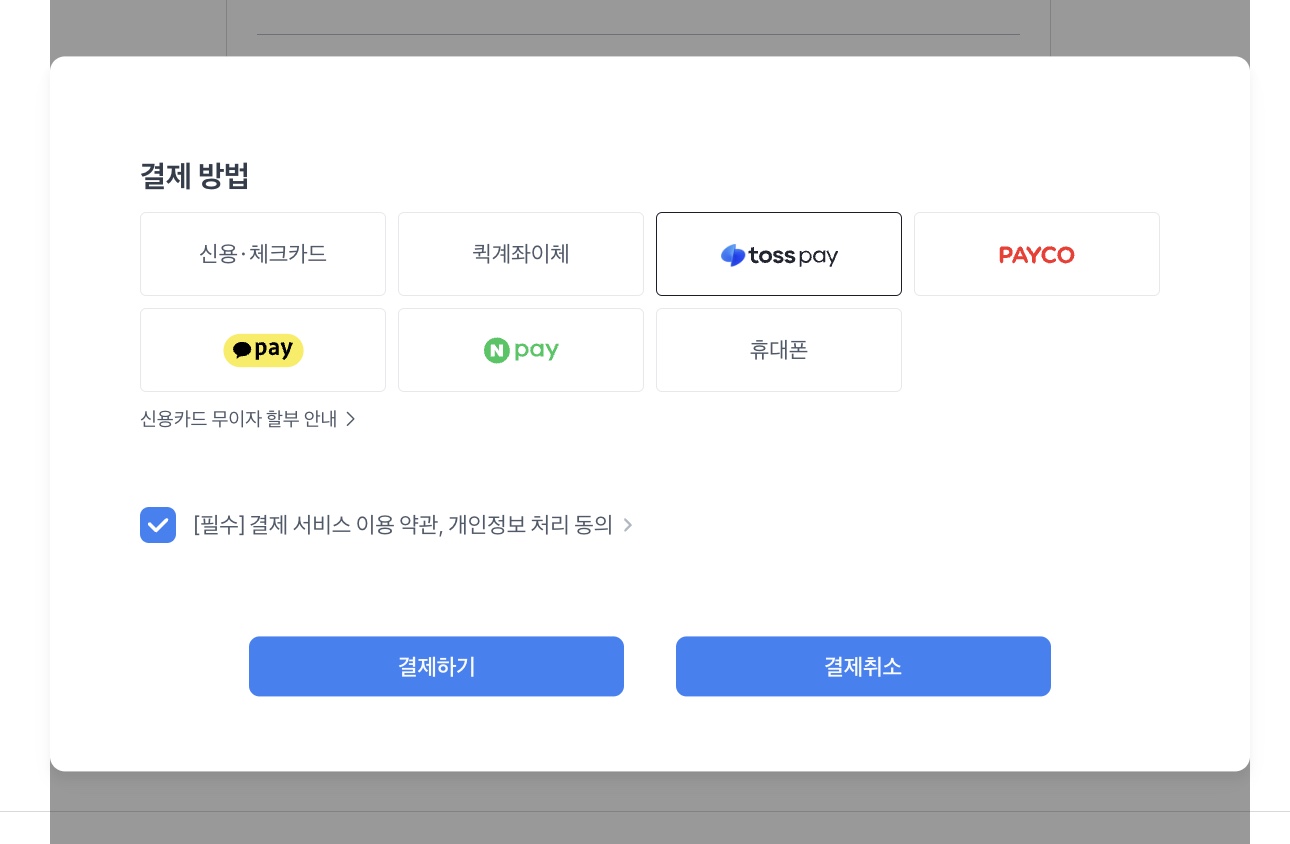 결제 방법
신용·체크카드
퀵계좌이체
toss pay
PAYCO
pay
N pay
휴대폰
신용카드 무이자 할부 안내 >
[필수] 결제 서비스 이용 약관, 개인정보 처리 동의 >
결제하기
결제취소